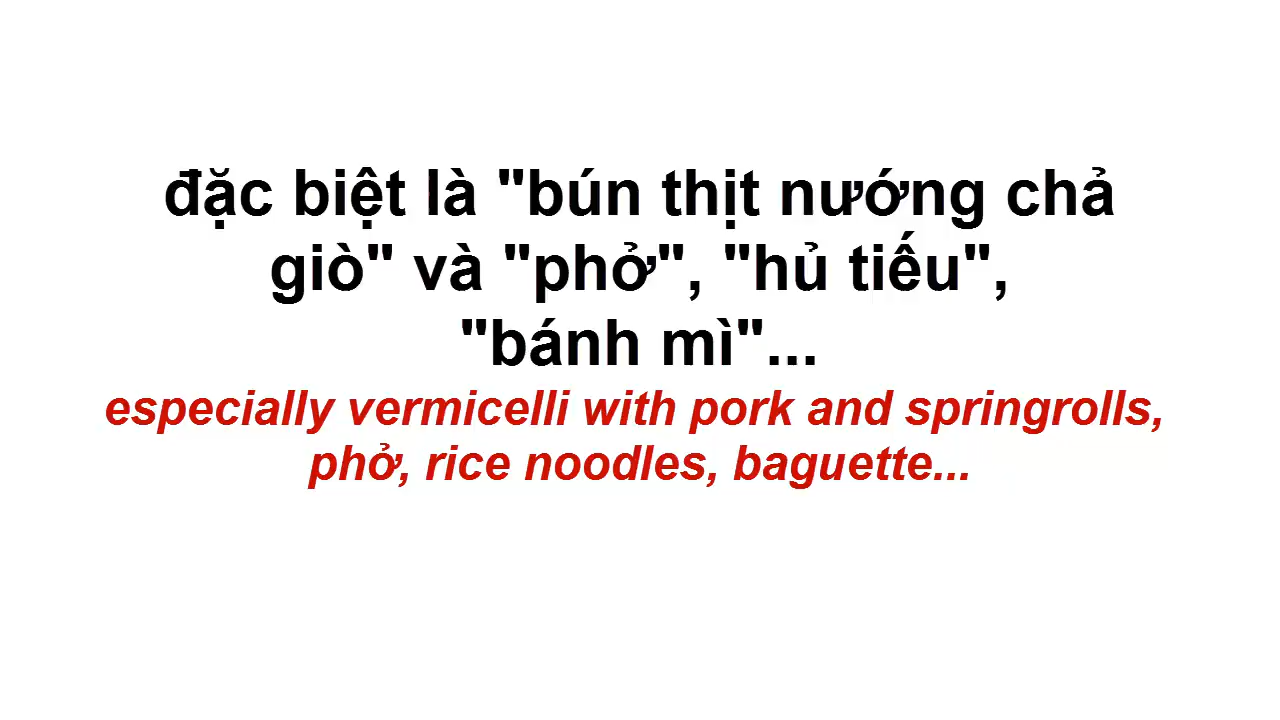 đặc biệt là "bún thịt nướng chả
giò" và "phở", "hủ tiếu",
"bánh mì"...
especially vermicelli with pork and springrolls,
phở, rice noodles, baguette...